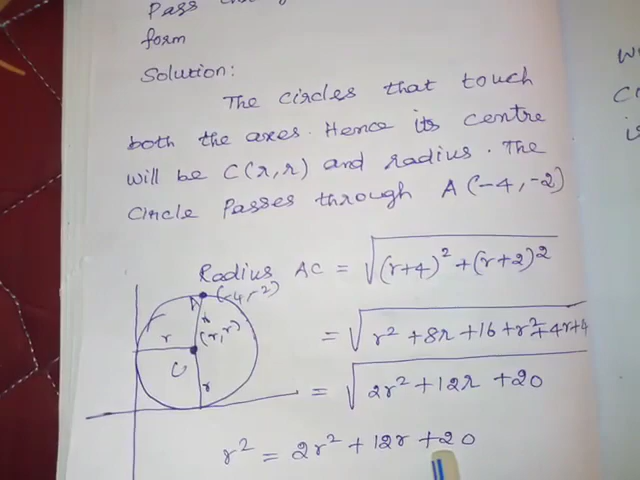 Pass
form
Solution:
The circles that touch
both the axes. Hence its centre
will be C(r,r) and radius. The
Circle Passes through A(-4,-2)
Radius AC = √(r+4)² + (r+2)²
A (-4,-2)
r
r (r,r)
C
r
= √r² + 8r + 16 + r² + 4r + 4
= √2r² + 12r + 20
r² = 2r² + 12r + 20